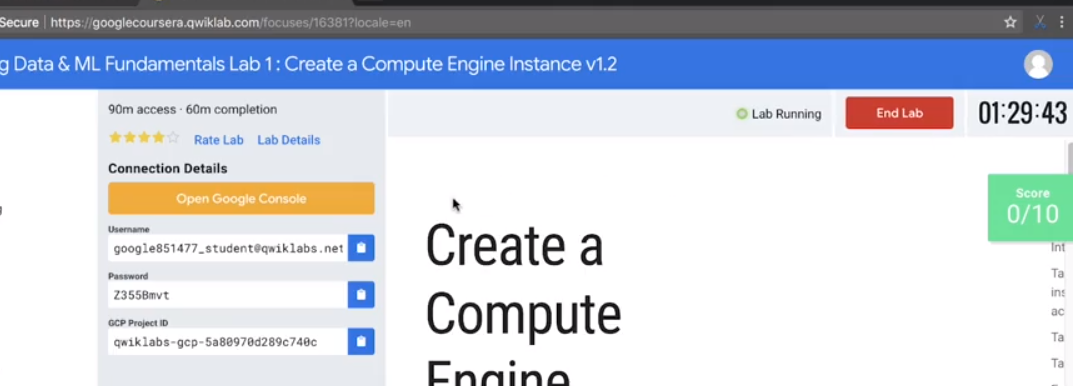 Secure | https://googlecoursera.qwiklab.com/focuses/16381?locale=en
g Data & ML Fundamentals Lab 1 : Create a Compute Engine Instance v1.2
90m access · 60m completion
Rate Lab Lab Details
Lab Running
End Lab
01:29:43
Connection Details
Open Google Console
Score
0/10
Username
google851477_student@qwiklabs.net
Password
Z355Bmvt
GCP Project ID
qwiklabs-gcp-5a80970d289c740c
Create a
Compute
Engine
Int
Ta
ins
ac
Ta
Ta